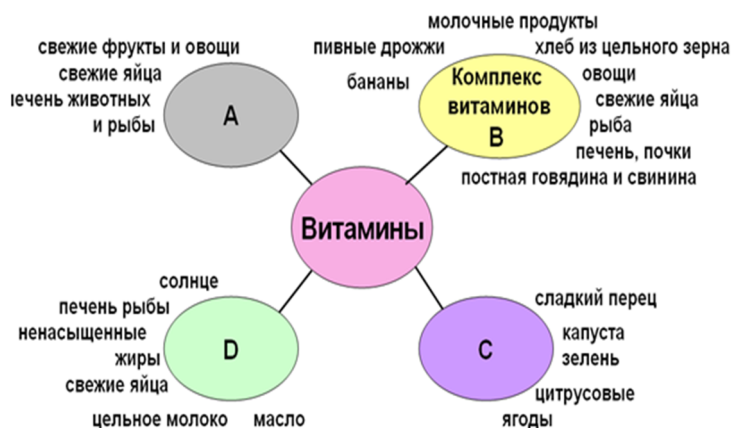 свежие фрукты и овощи
свежие яйца
печень животных
и рыбы
A
молочные продукты
пивные дрожжи
хлеб из цельного зерна
бананы
овощи
свежие яйца
рыба
печень, почки
постная говядина и свинина
Комплекс
витаминов
B
Витамины
солнце
печень рыбы
ненасыщенные
жиры
свежие яйца
цельное молоко
масло
D
сладкий перец
капуста
зелень
цитрусовые
ягоды
C